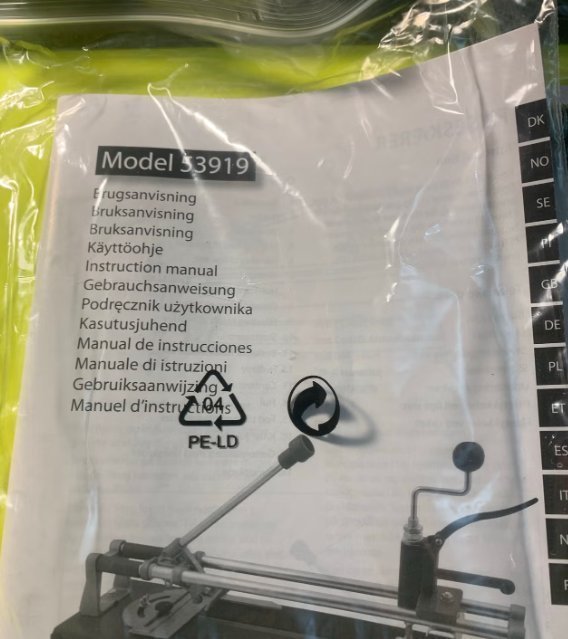 Model 53919
Brugsanvisning
Bruksanvisning
Bruksanvisning
Käyttöohje
Instruction manual
Gebrauchsanweisung
Podręcznik użytkownika
Kasutusjuhend
Manual de instrucciones
Manuale di istruzioni
Gebruiksaanwijzing
Manuel d'instructions
04
PE-LD
DK
NO
SE
FI
GB
DE
PL
ET
ES
IT